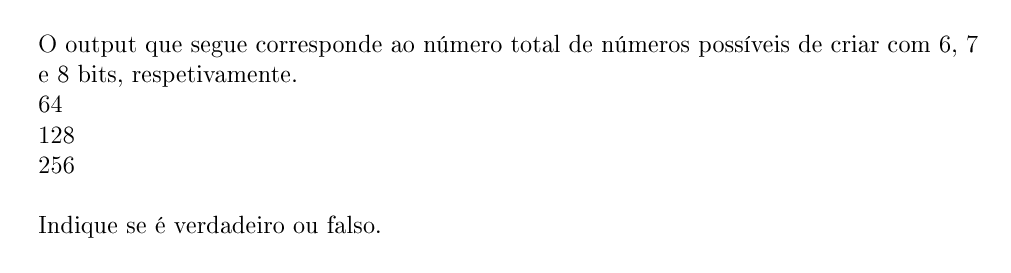 O output que segue corresponde ao número total de números possíveis de criar com 6, 7
e 8 bits, respetivamente.
64
128
256
Indique se é verdadeiro ou falso.